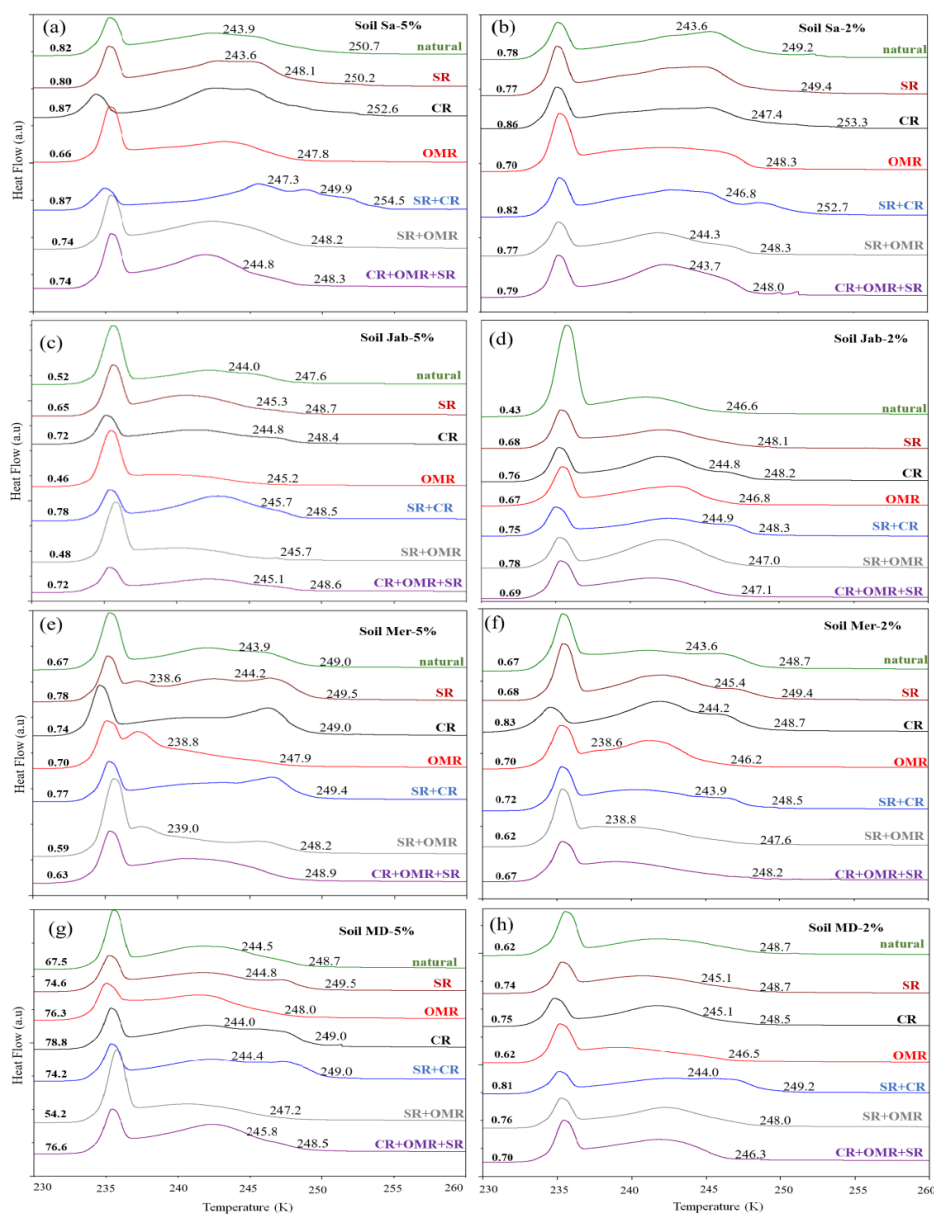 (a)
Soil Sa-5%
0.82
243.9
250.7
natural
0.80
243.6
248.1
250.2
SR
0.87
252.6
CR
0.66
247.8
OMR
0.87
247.3
249.9
254.5
SR+CR
0.74
248.2
SR+OMR
0.74
244.8
248.3
CR+OMR+SR
Heat Flow (a.u)
(b)
Soil Sa-2%
0.78
243.6
249.2
natural
0.77
249.4
SR
0.86
247.4
253.3
CR
0.70
248.3
OMR
0.82
246.8
252.7
SR+CR
0.77
244.3
248.3
SR+OMR
0.79
243.7
248.0
CR+OMR+SR
(c)
Soil Jab-5%
0.52
244.0
247.6
natural
0.65
245.3
248.7
SR
0.72
244.8
248.4
CR
0.46
245.2
OMR
0.78
245.7
248.5
SR+CR
0.48
245.7
SR+OMR
0.72
245.1
248.6
CR+OMR+SR
Heat Flow (a.u)
(d)
Soil Jab-2%
0.43
246.6
natural
0.68
248.1
SR
0.76
244.8
248.2
CR
0.67
246.8
OMR
0.75
244.9
248.3
SR+CR
0.78
247.0
SR+OMR
0.69
247.1
CR+OMR+SR
(e)
Soil Mer-5%
0.67
243.9
249.0
natural
0.78
238.6
244.2
249.5
SR
0.74
249.0
CR
0.70
238.8
247.9
OMR
0.77
249.4
SR+CR
0.59
239.0
248.2
SR+OMR
0.63
248.9
CR+OMR+SR
Heat Flow (a.u)
(f)
Soil Mer-2%
0.67
243.6
248.7
natural
0.68
245.4
249.4
SR
0.83
244.2
248.7
CR
0.70
238.6
246.2
OMR
0.72
243.9
248.5
SR+CR
0.62
238.8
247.6
SR+OMR
0.67
248.2
CR+OMR+SR
(g)
Soil MD-5%
67.5
244.5
248.7
natural
74.6
244.8
249.5
SR
76.3
248.0
OMR
78.8
244.0
249.0
CR
74.2
244.4
249.0
SR+CR
54.2
247.2
SR+OMR
76.6
245.8
248.5
CR+OMR+SR
Heat Flow (a.u)
230 235 240 245 250 255 260
Temperature (K)
(h)
Soil MD-2%
0.62
248.7
natural
0.74
245.1
248.7
SR
0.75
245.1
248.5
CR
0.62
246.5
OMR
0.81
244.0
249.2
SR+CR
0.76
248.0
SR+OMR
0.70
246.3
CR+OMR+SR
230 235 240 245 250 255 260
Temperature (K)